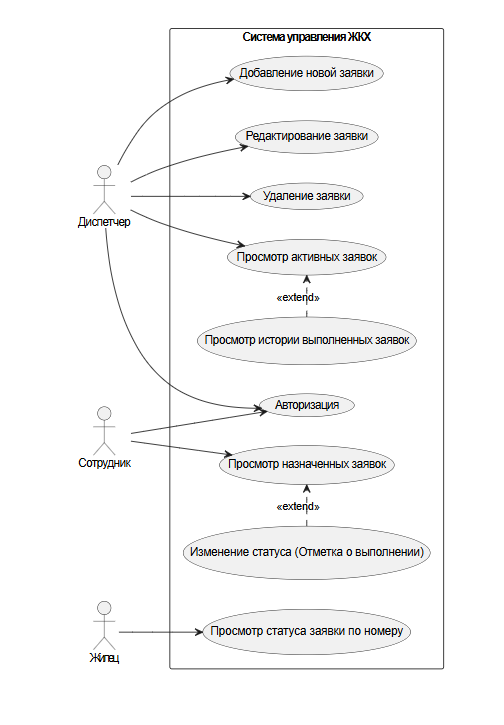 Система управления ЖКХ
Добавление новой заявки
Редактирование заявки
Удаление заявки
Диспетчер
Просмотр активных заявок
«extend»
Просмотр истории выполненных заявок
Авторизация
Сотрудник
Просмотр назначенных заявок
«extend»
Изменение статуса (Отметка о выполнении)
Просмотр статуса заявки по номеру
Жилец